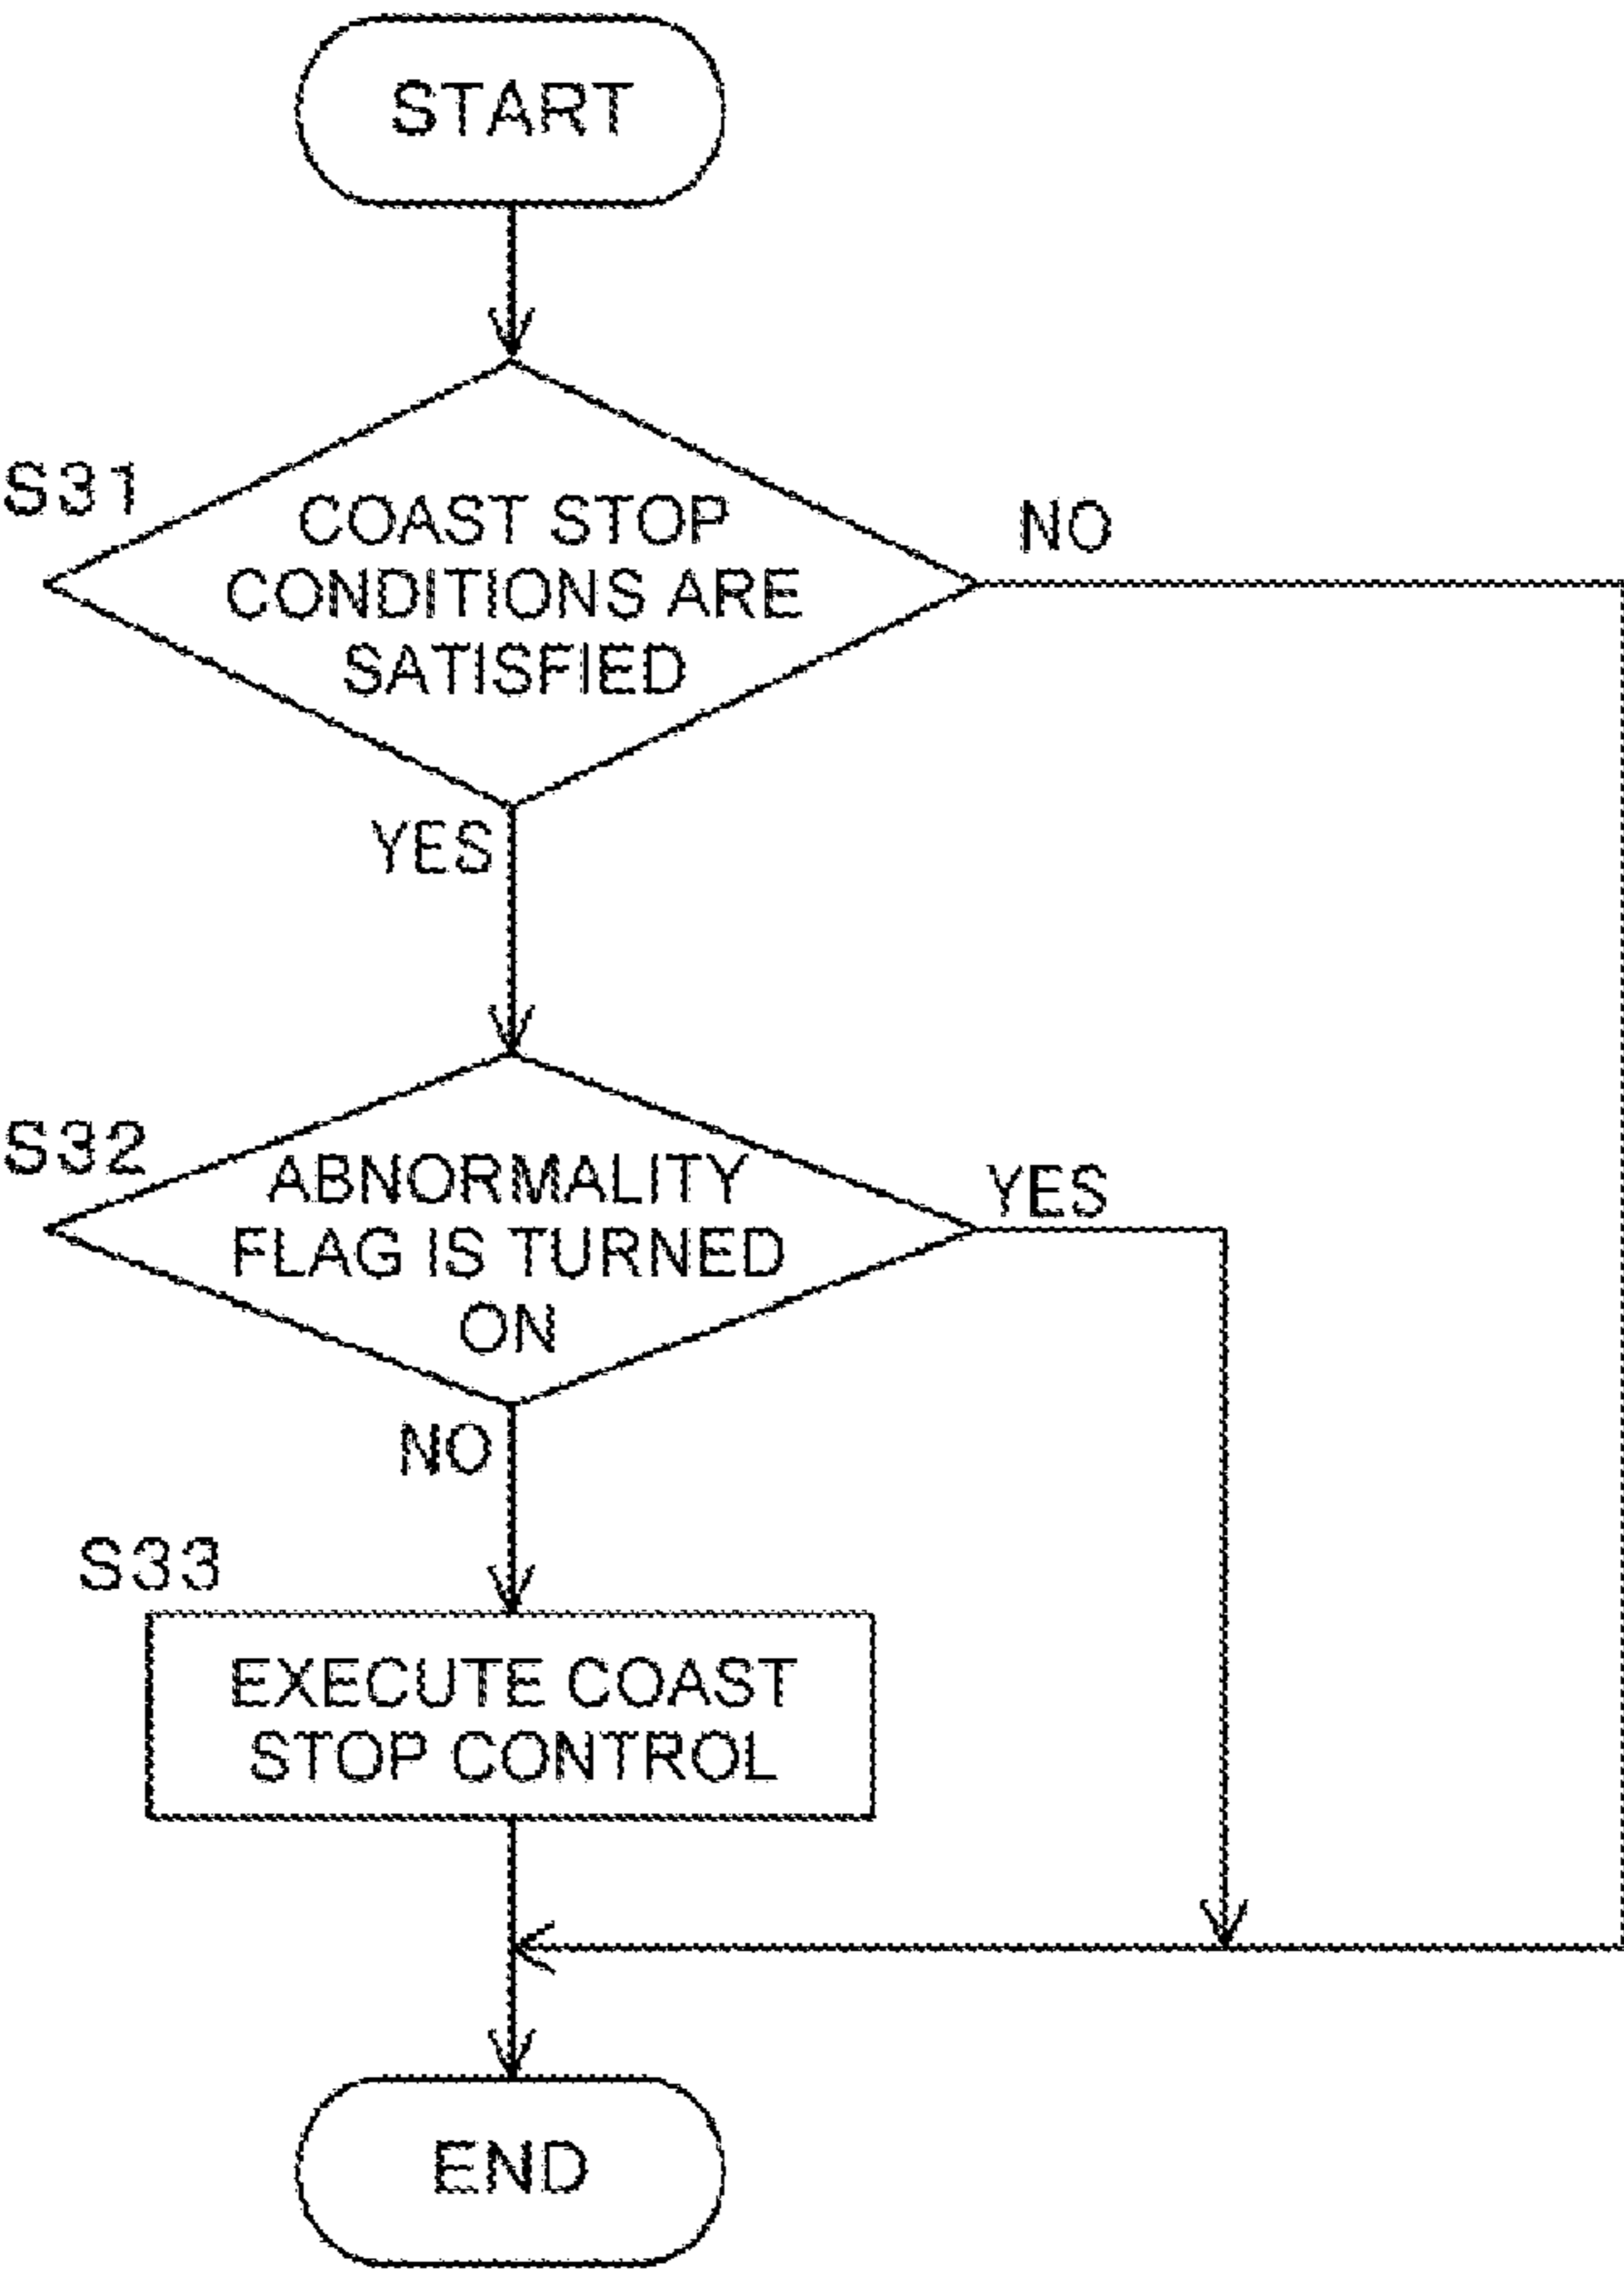 START
S31
COAST STOP
CONDITIONS ARE
SATISFIED
NO
YES
S32
ABNORMALITY
FLAG IS TURNED
ON
YES
NO
S33
EXECUTE COAST
STOP CONTROL
END